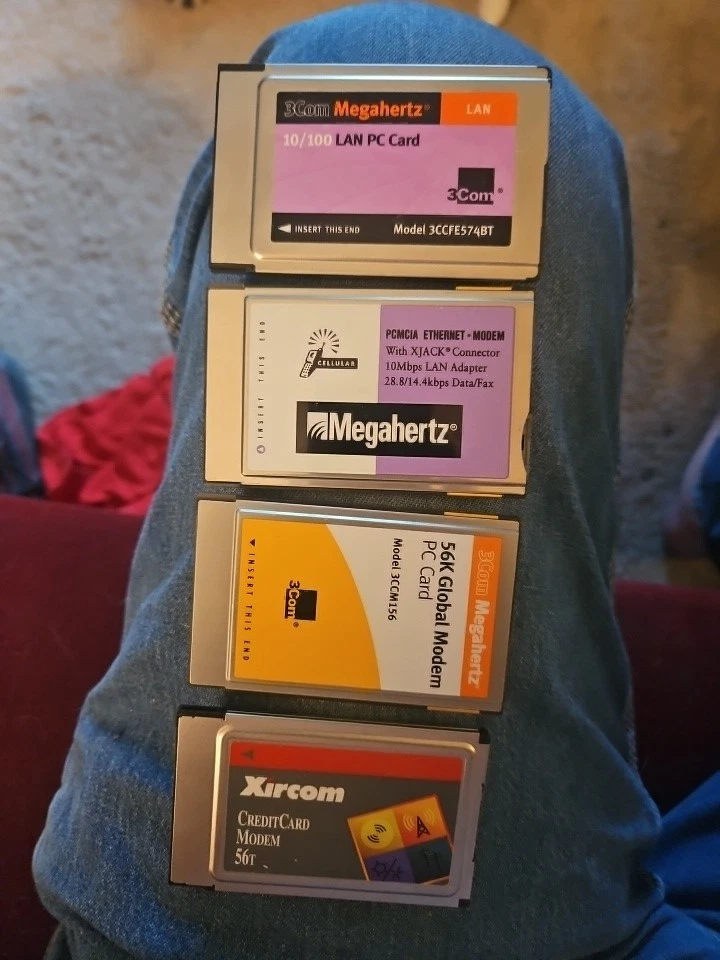 3Com Megahertz® LAN
10/100 LAN PC Card
3Com®
INSERT THIS END Model 3CCFE574BT
INSERT THIS END
CELLULAR
PCMCIA ETHERNET • MODEM
With XJACK® Connector
10Mbps LAN Adapter
28.8/14.4kbps Data/Fax
Megahertz®
3Com Megahertz®
56K Global Modem
PC Card
Model 3CCM156
3Com®
INSERT THIS END
Xircom
CREDITCARD
MODEM
56T